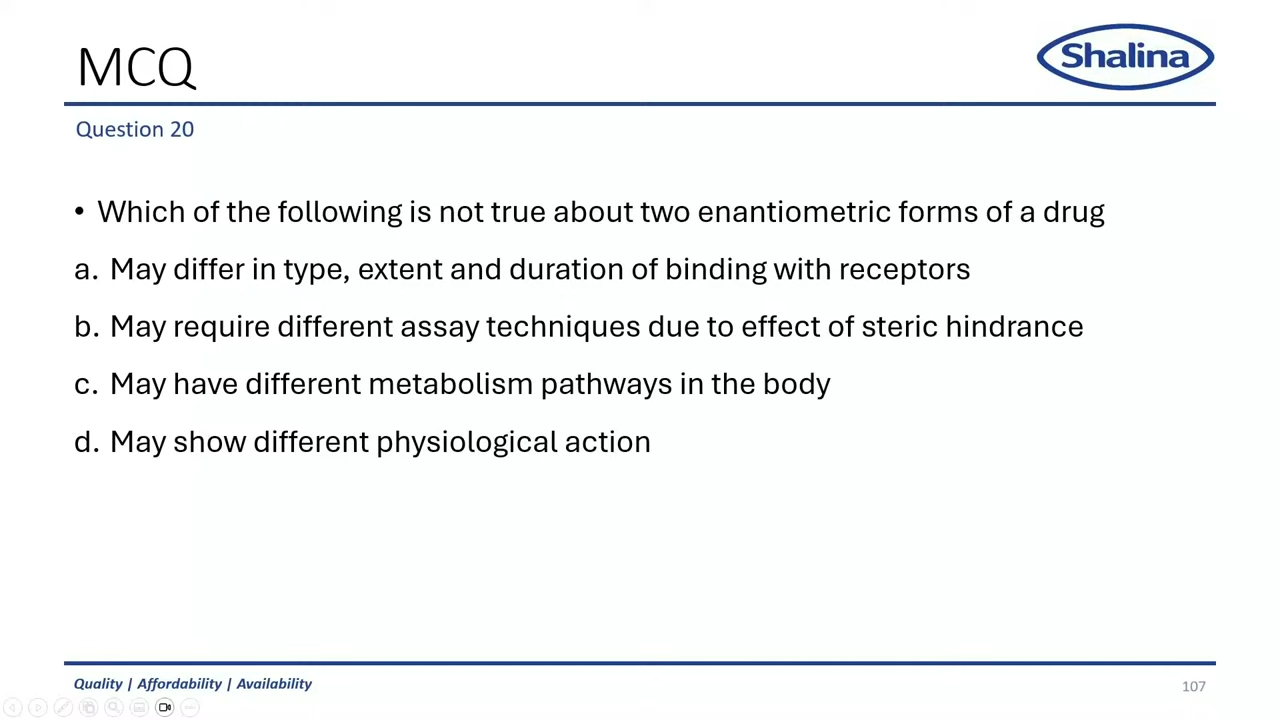 MCQ
Shalina
Question 20
• Which of the following is not true about two enantiometric forms of a drug
a. May differ in type, extent and duration of binding with receptors
b. May require different assay techniques due to effect of steric hindrance
c. May have different metabolism pathways in the body
d. May show different physiological action
Quality | Affordability | Availability
107